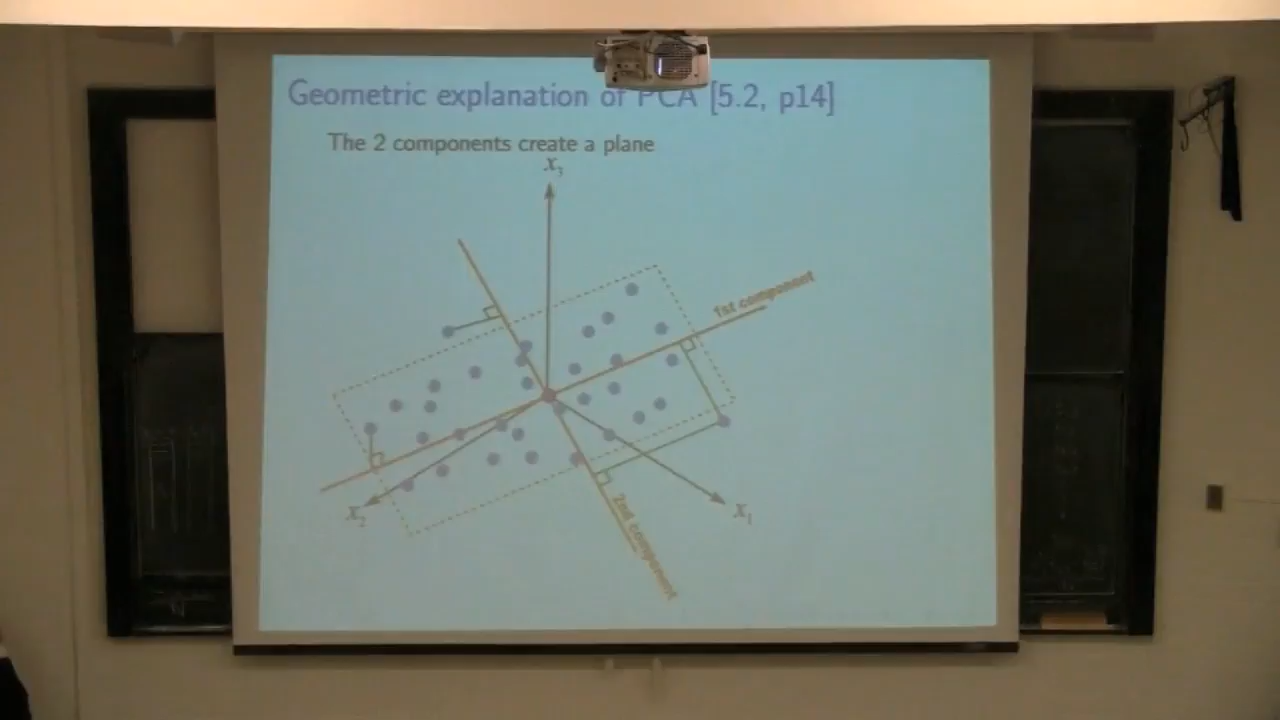 Geometric explanation of PCA [5.2, p14]
The 2 components create a plane
x₃
1st component
x₂
x₁
2nd component